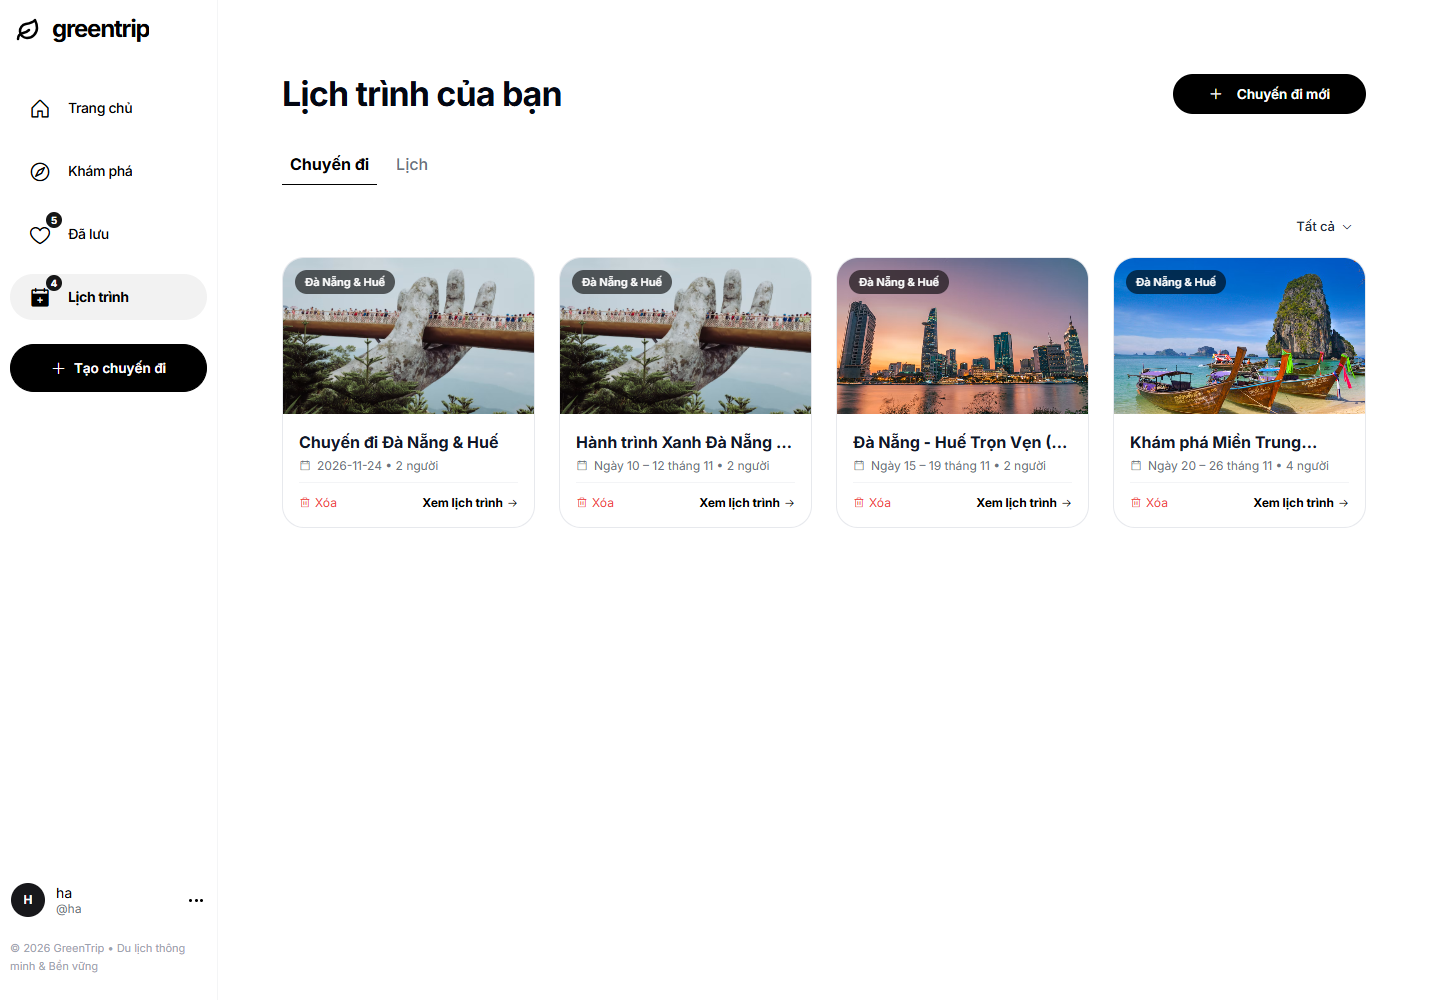 greentrip
Trang chủ
Khám phá
5
Đã lưu
4
Lịch trình
Tạo chuyến đi
Lịch trình của bạn
Chuyến đi mới
Chuyến đi
Lịch
Tất cả
Đà Nẵng & Huế
Chuyến đi Đà Nẵng & Huế
2026-11-24 • 2 người
Xóa
Xem lịch trình →
Đà Nẵng & Huế
Hành trình Xanh Đà Nẵng ...
Ngày 10 – 12 tháng 11 • 2 người
Xóa
Xem lịch trình →
Đà Nẵng & Huế
Đà Nẵng - Huế Trọn Vẹn (...
Ngày 15 – 19 tháng 11 • 2 người
Xóa
Xem lịch trình →
Đà Nẵng & Huế
Khám phá Miền Trung...
Ngày 20 – 26 tháng 11 • 4 người
Xóa
Xem lịch trình →
H
ha
@ha
© 2026 GreenTrip • Du lịch thông
minh & Bền vững